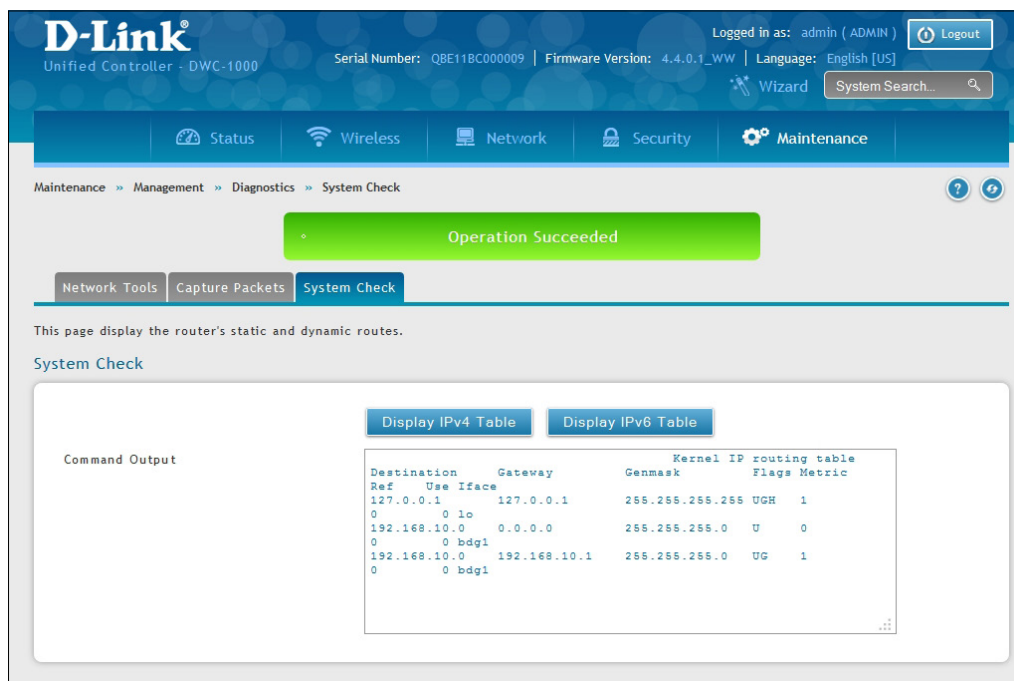 D-Link®
Unified Controller - DWC-1000
Logged in as: admin ( ADMIN ) Logout
Serial Number: QBE11BC000009 | Firmware Version: 4.4.0.1_WW | Language: English [US]
Wizard System Search...
Status Wireless Network Security Maintenance
Maintenance » Management » Diagnostics » System Check
Operation Succeeded
Network Tools Capture Packets System Check
This page display the router's static and dynamic routes.
System Check
Display IPv4 Table Display IPv6 Table
Command Output
Kernel IP routing table
Destination Gateway Genmask Flags Metric
Ref Use Iface
127.0.0.1 127.0.0.1 255.255.255.255 UGH 1
0 0 lo
192.168.10.0 0.0.0.0 255.255.255.0 U 0
0 0 bdg1
192.168.10.0 192.168.10.1 255.255.255.0 UG 1
0 0 bdg1